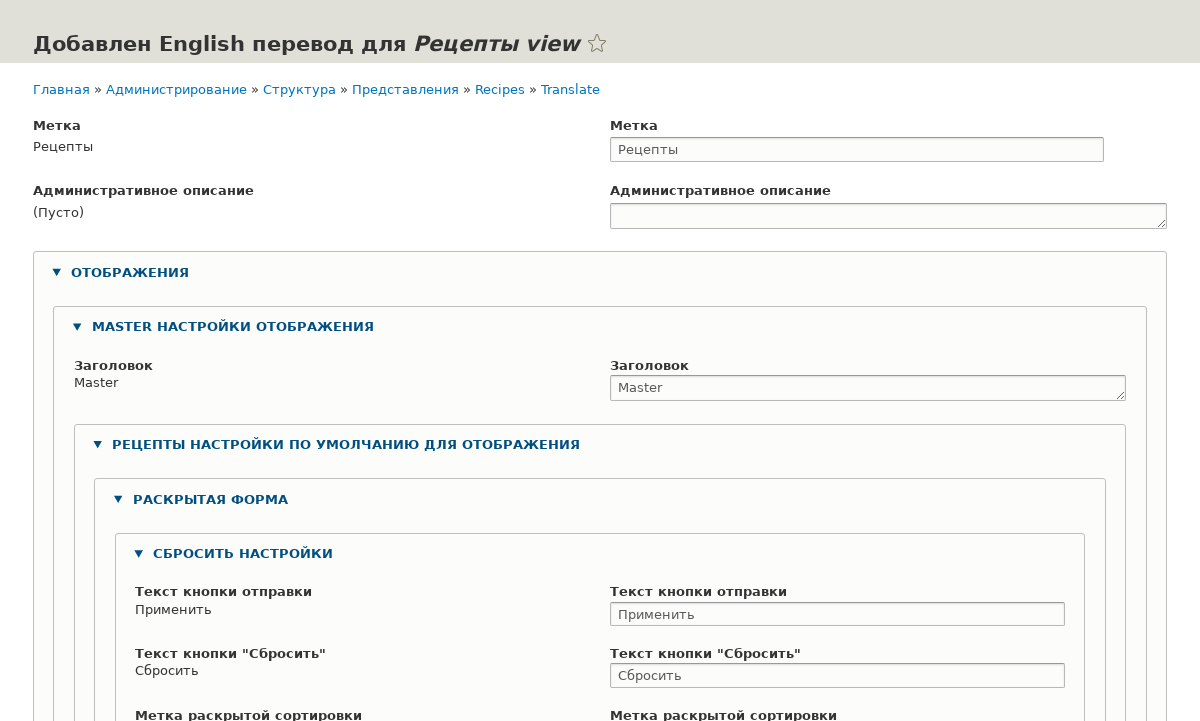 Добавлен English перевод для Рецепты view
Главная » Администрирование » Структура » Представления » Recipes » Translate
Метка
Рецепты
Метка
Рецепты
Административное описание
(Пусто)
Административное описание
ОТОБРАЖЕНИЯ
MASTER НАСТРОЙКИ ОТОБРАЖЕНИЯ
Заголовок
Master
Заголовок
Master
РЕЦЕПТЫ НАСТРОЙКИ ПО УМОЛЧАНИЮ ДЛЯ ОТОБРАЖЕНИЯ
РАСКРЫТАЯ ФОРМА
СБРОСИТЬ НАСТРОЙКИ
Текст кнопки отправки
Применить
Текст кнопки отправки
Применить
Текст кнопки "Сбросить"
Сбросить
Текст кнопки "Сбросить"
Сбросить
Метка раскрытой сортировки
Метка раскрытой сортировки